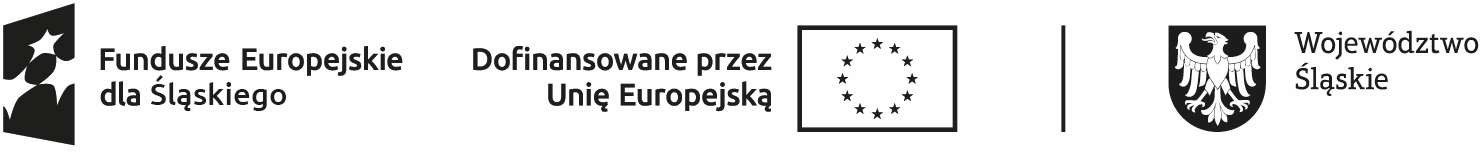 Fundusze Europejskie
dla Śląskiego
Dofinansowane przez
Unię Europejską
Województwo
Śląskie